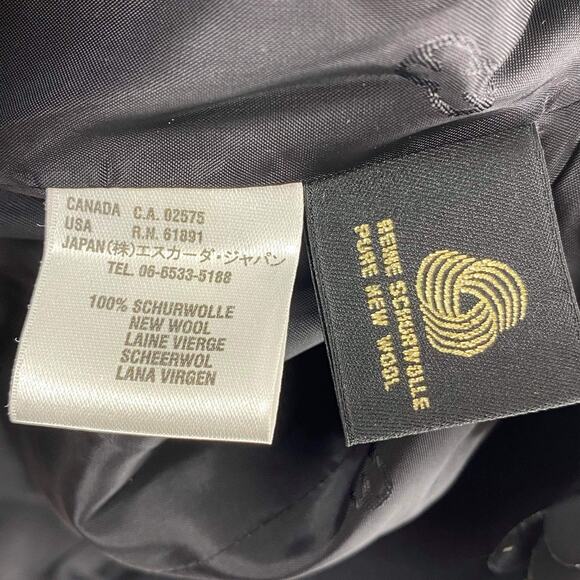 CANADA C.A. 02575
USA R.N. 61891
JAPAN (株)エスカーダ・ジャパン
TEL. 06-6533-5188
100% SCHURWOLLE
NEW WOOL
LAINE VIERGE
SCHEERWOL
LANA VIRGEN
REINE SCHURWOLLE
PURE NEW WOOL